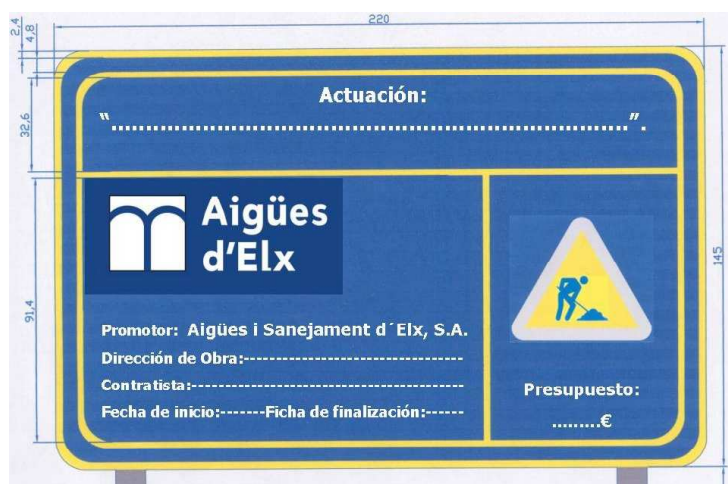 220
2,4
4,8
32,6
Actuación:
“....................................................................................”.
Aigües
d'Elx
91,4
145
Promotor: Aigües i Sanejament d´Elx, S.A.
Dirección de Obra:----------------------------------
Contratista:------------------------------------------
Fecha de inicio:-------Ficha de finalización:------
Presupuesto:
.........€